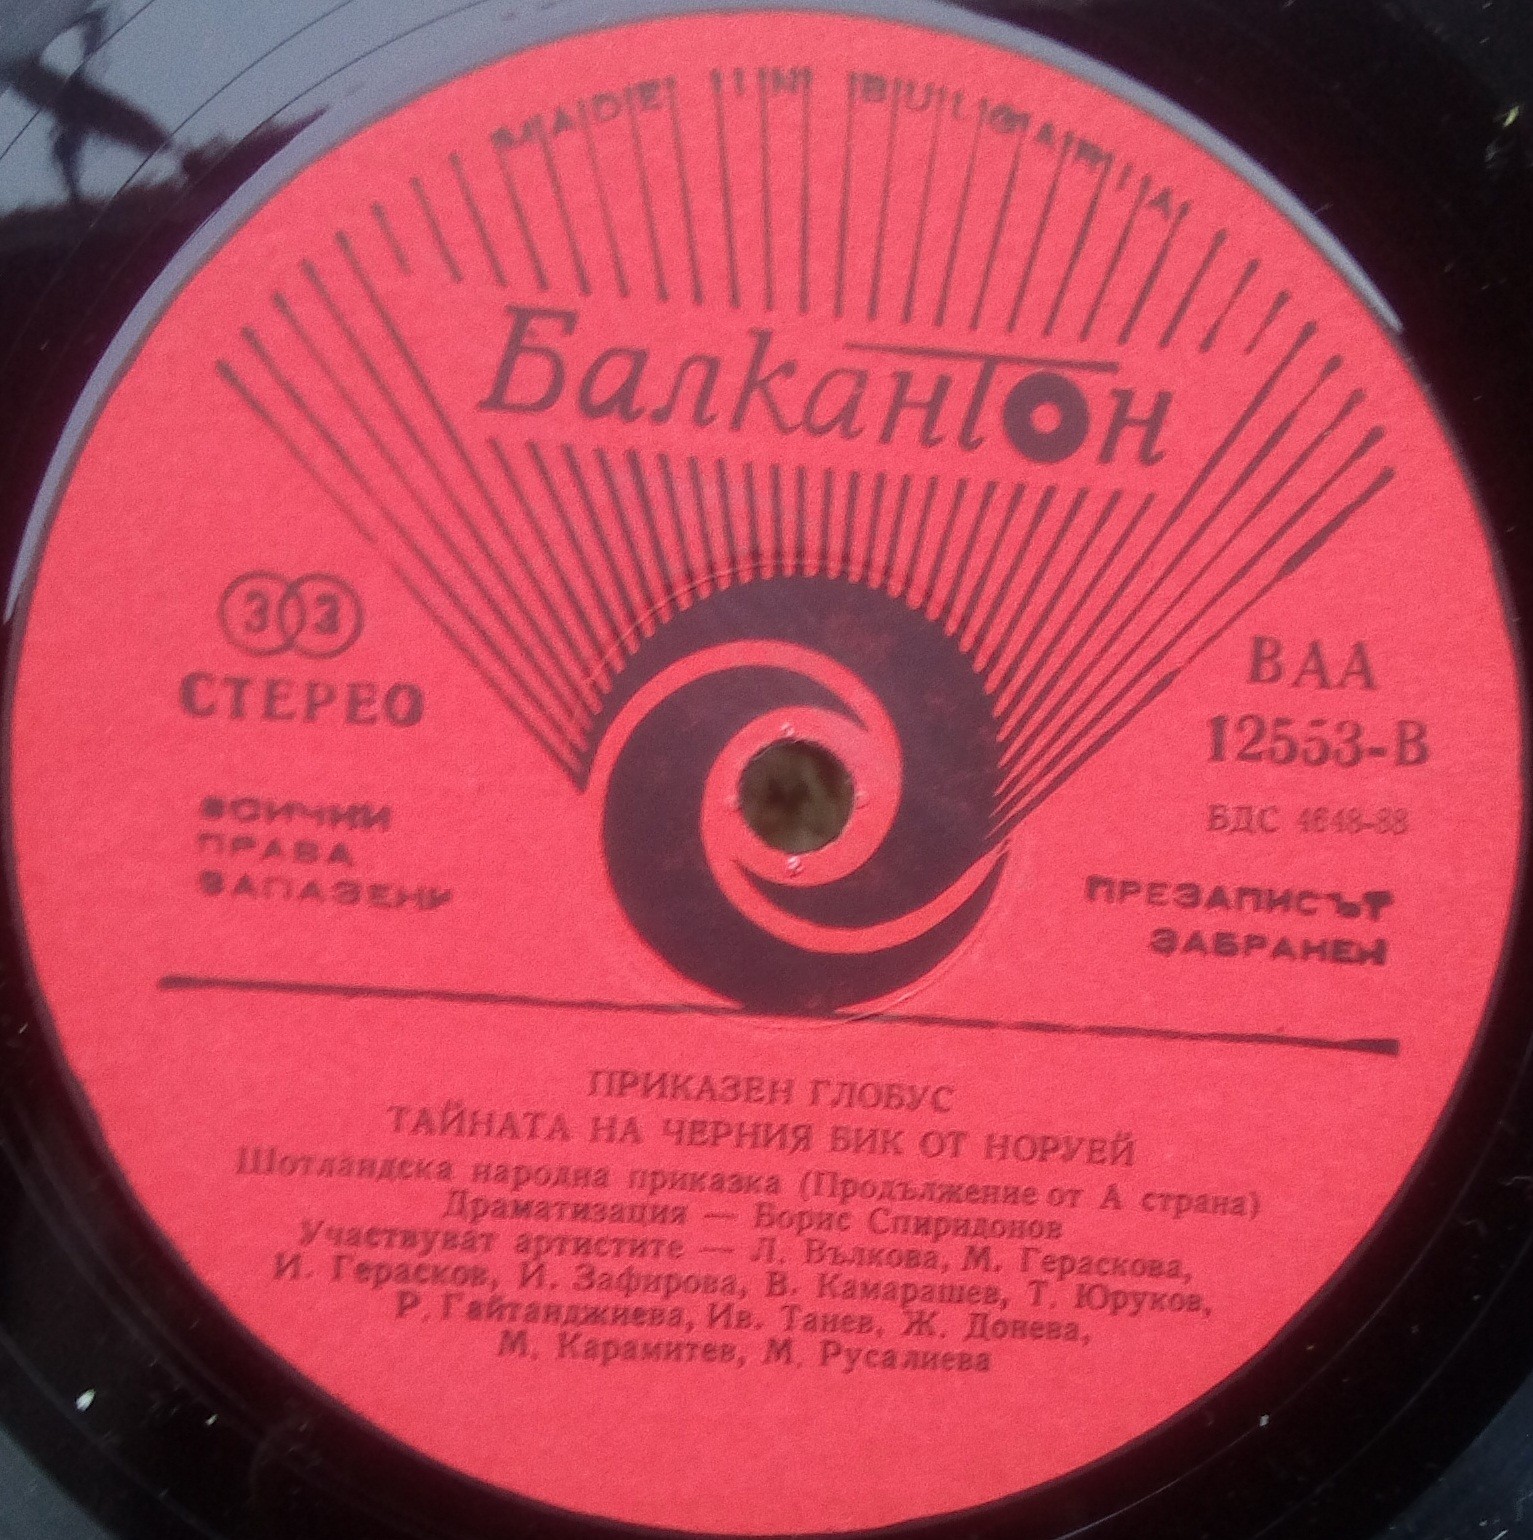 MADE IN BULGARIA
Балкантон
33
СТЕРЕО
ВСИЧКИ
ПРАВА
ЗАПАЗЕНИ
ВАА
12553-В
БДС 4648-88
ПРЕЗАПИСЪТ
ЗАБРАНЕН
ПРИКАЗЕН ГЛОБУС
ТАЙНАТА НА ЧЕРНИЯ БИК ОТ НОРУЕЙ
Шотландска народна приказка (Продължение от А страна)
Драматизация — Борис Спиридонов
Участвуват артистите — Л. Вълкова, М. Гераскова,
И. Герасков, И. Зафирова, В. Камарашев, Т. Юруков,
Р. Гайтанджиева, Ив. Танев, Ж. Донева,
М. Карамитев, М. Русалиева